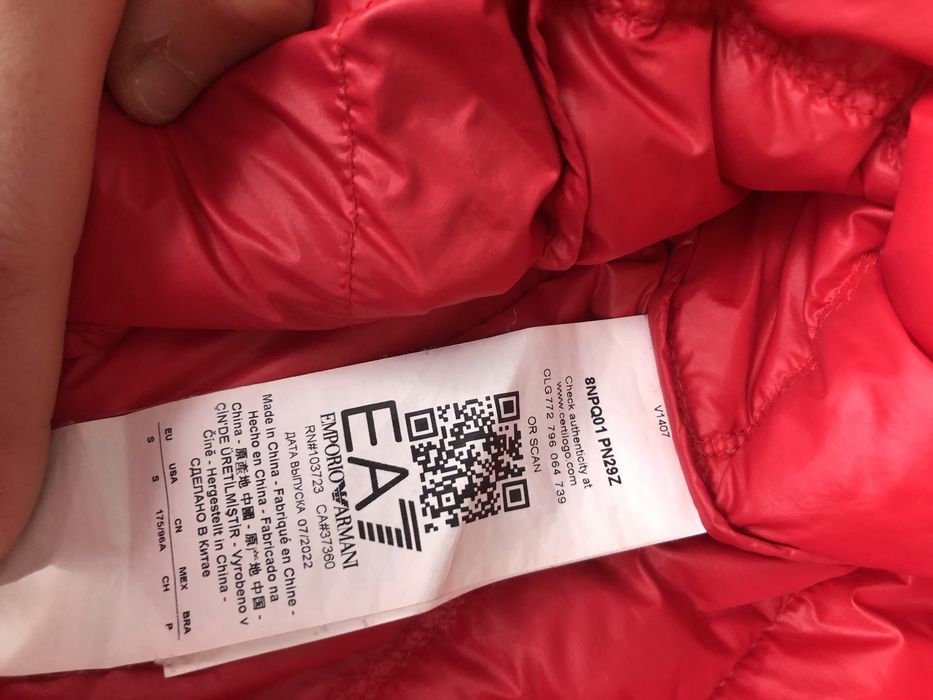 V1407
8NPQ01 PN29Z
Check authenticity at
www.certilogo.com
CLG 772 796 064 739
OR SCAN
EA7
EMPORIO ARMANI
RN#103723 CA#37360
ДАТА ВЫПУСКА 07/2022
Made in China - Fabriqué en Chine -
Hecho en China - Fabricado na
China - 原産地 中國 - 原产地 中国 -
ÇİN'DE ÜRETİLMİŞTİR - Vyrobeno v
Číně - Hergestellt in China -
СДЕЛАНО В Китае
EU USA CN MEX BRA
S S 175/96A CH P